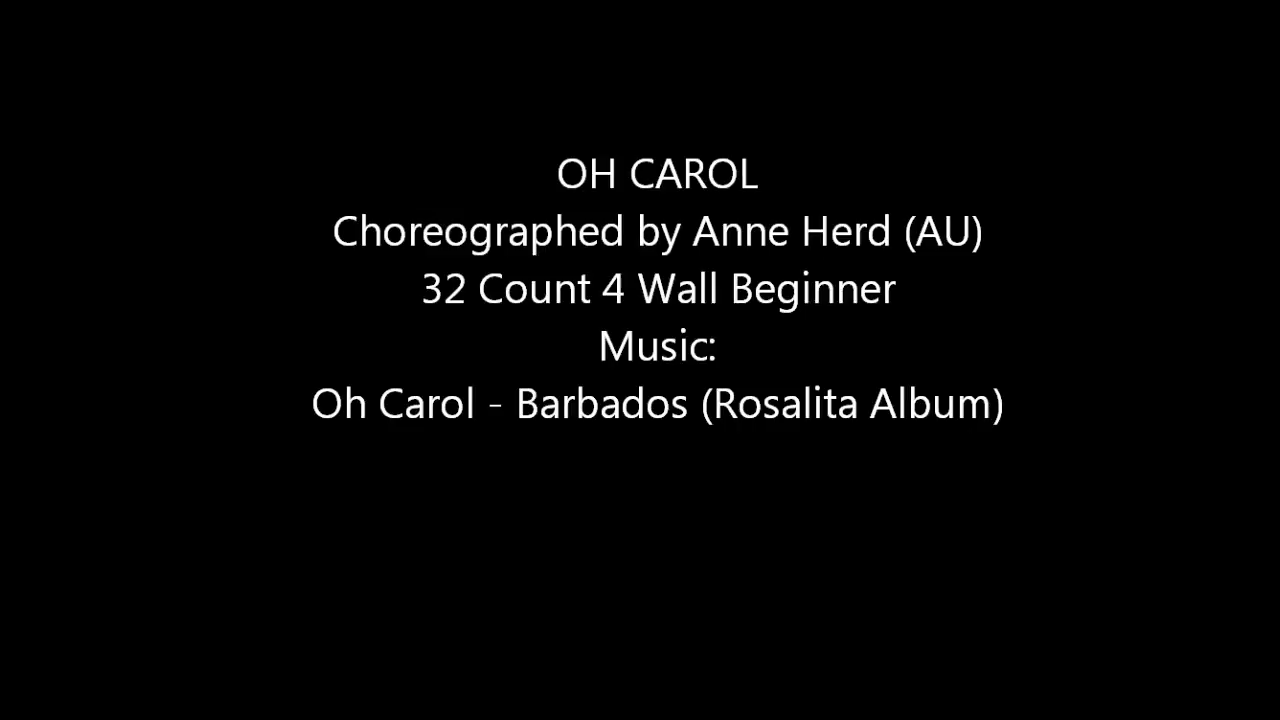 OH CAROL
Choreographed by Anne Herd (AU)
32 Count 4 Wall Beginner
Music:
Oh Carol - Barbados (Rosalita Album)